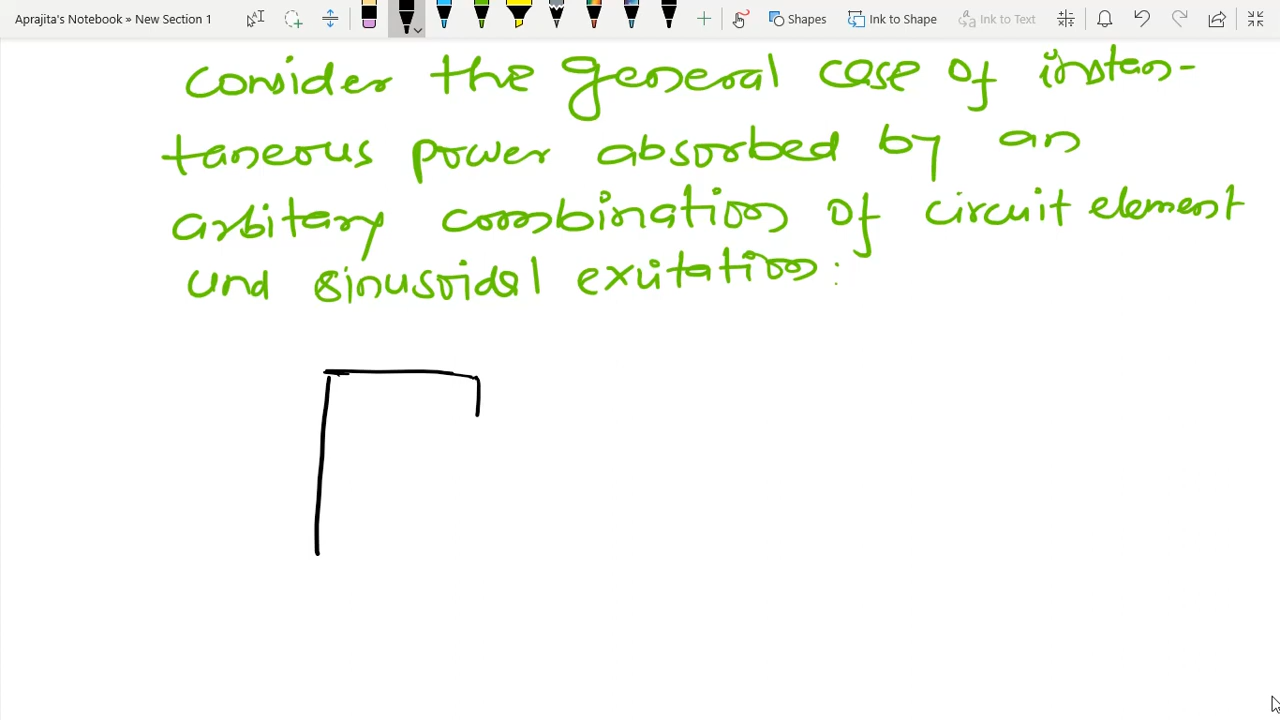 Aprajita's Notebook » New Section 1
Shapes
Ink to Shape
Ink to Text
consider the general case of instan-
taneous power absorbed by an
arbitary combination of circuit element
und sinusoidal exitation: